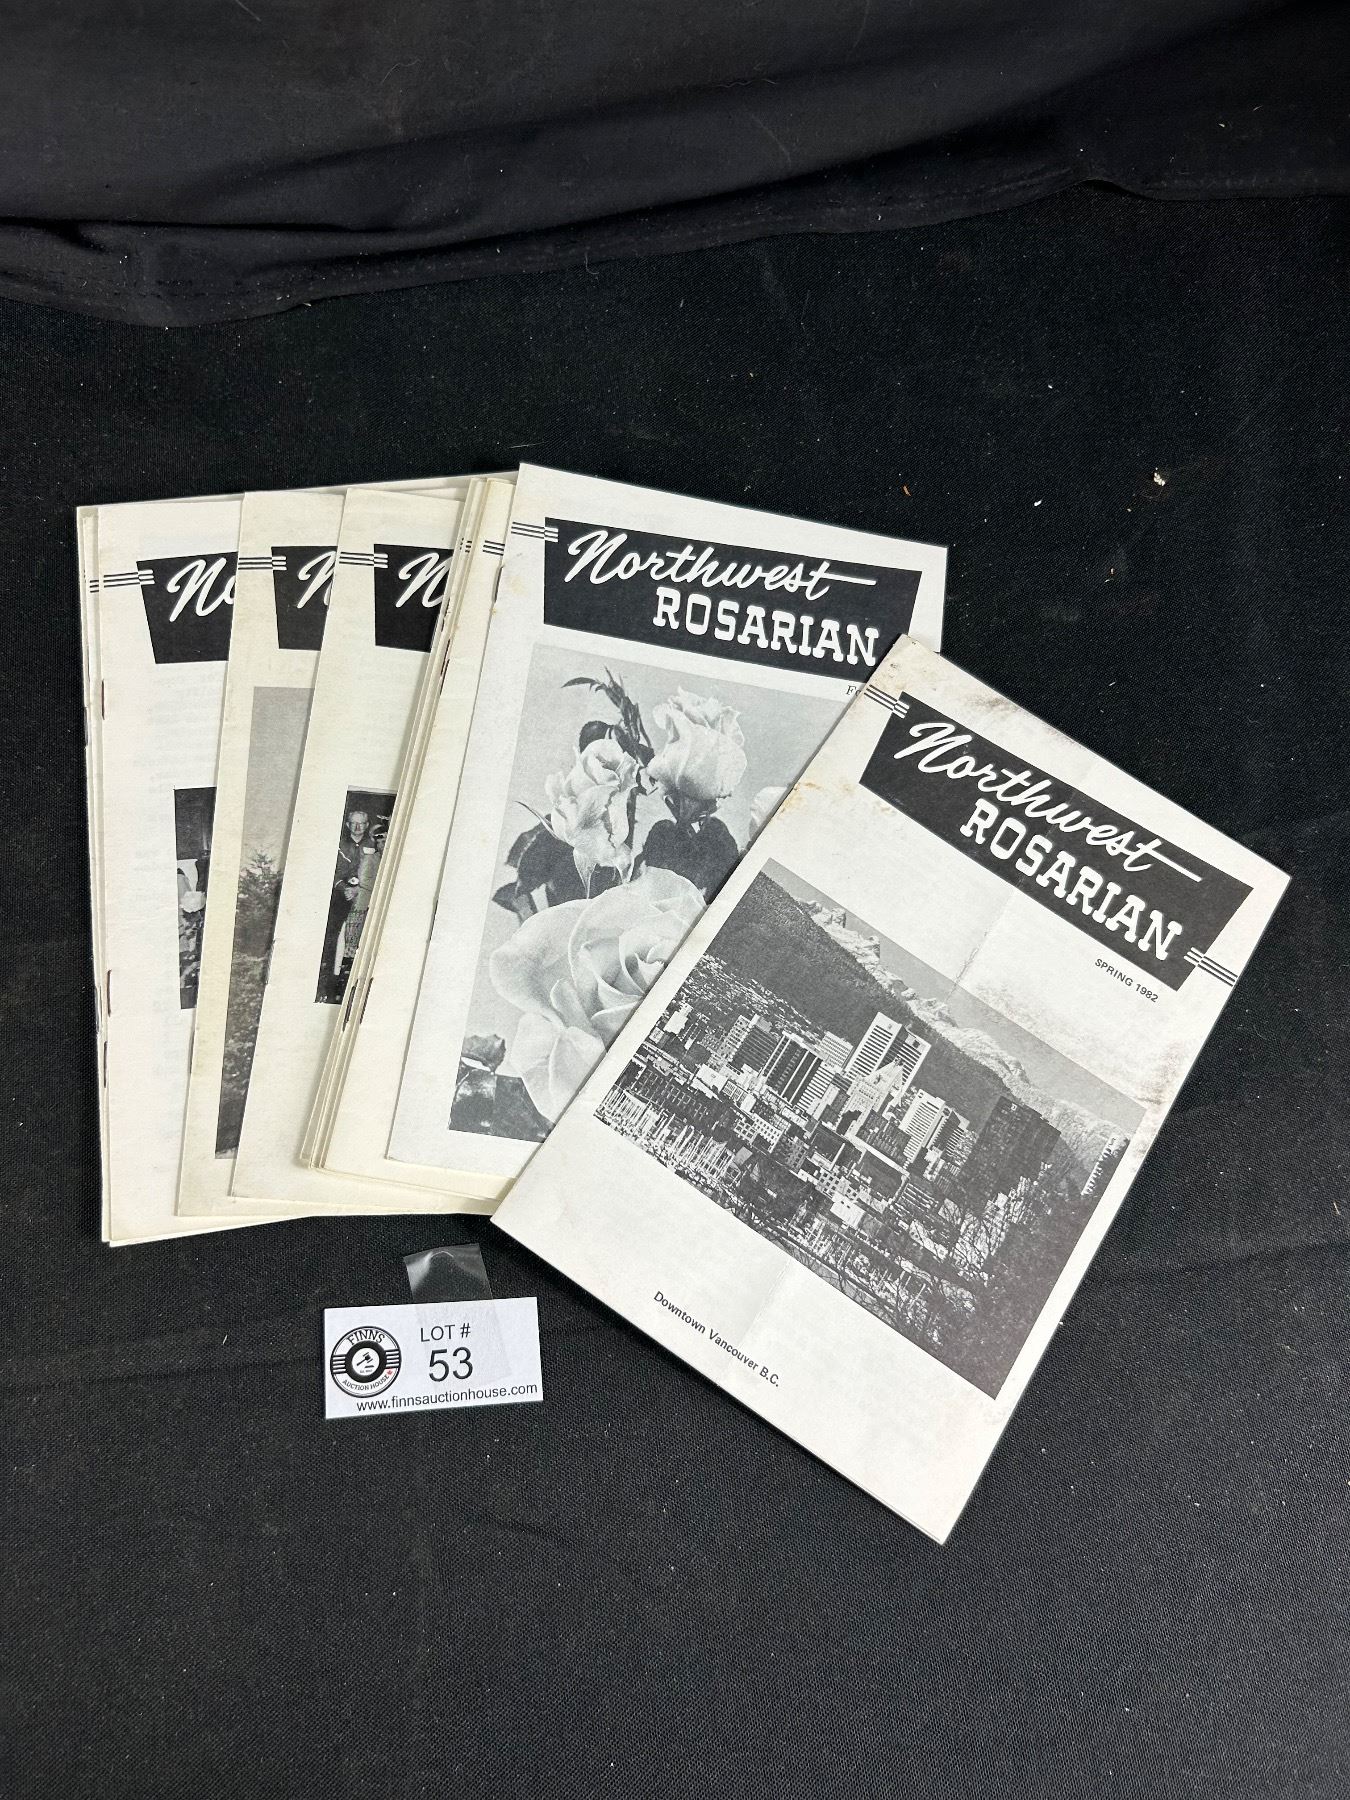 Northwest
ROSARIAN
Northwest
ROSARIAN
SPRING 1982
Downtown Vancouver B.C.
FINNS
AUCTION HOUSE
LOT #
53
www.finnsauctionhouse.com